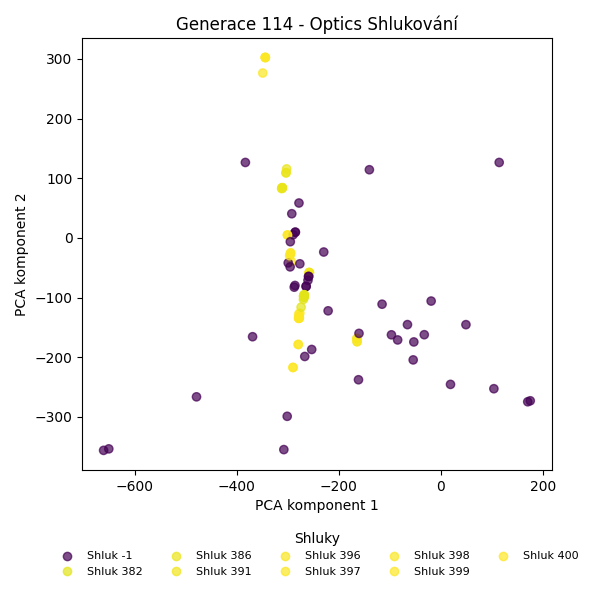 Generace 114 - Optics Shlukování
300
200
100
0
−100
−200
−300
PCA komponent 2
−600
−400
−200
0
200
PCA komponent 1
Shluky
Shluk -1
Shluk 386
Shluk 396
Shluk 398
Shluk 400
Shluk 382
Shluk 391
Shluk 397
Shluk 399